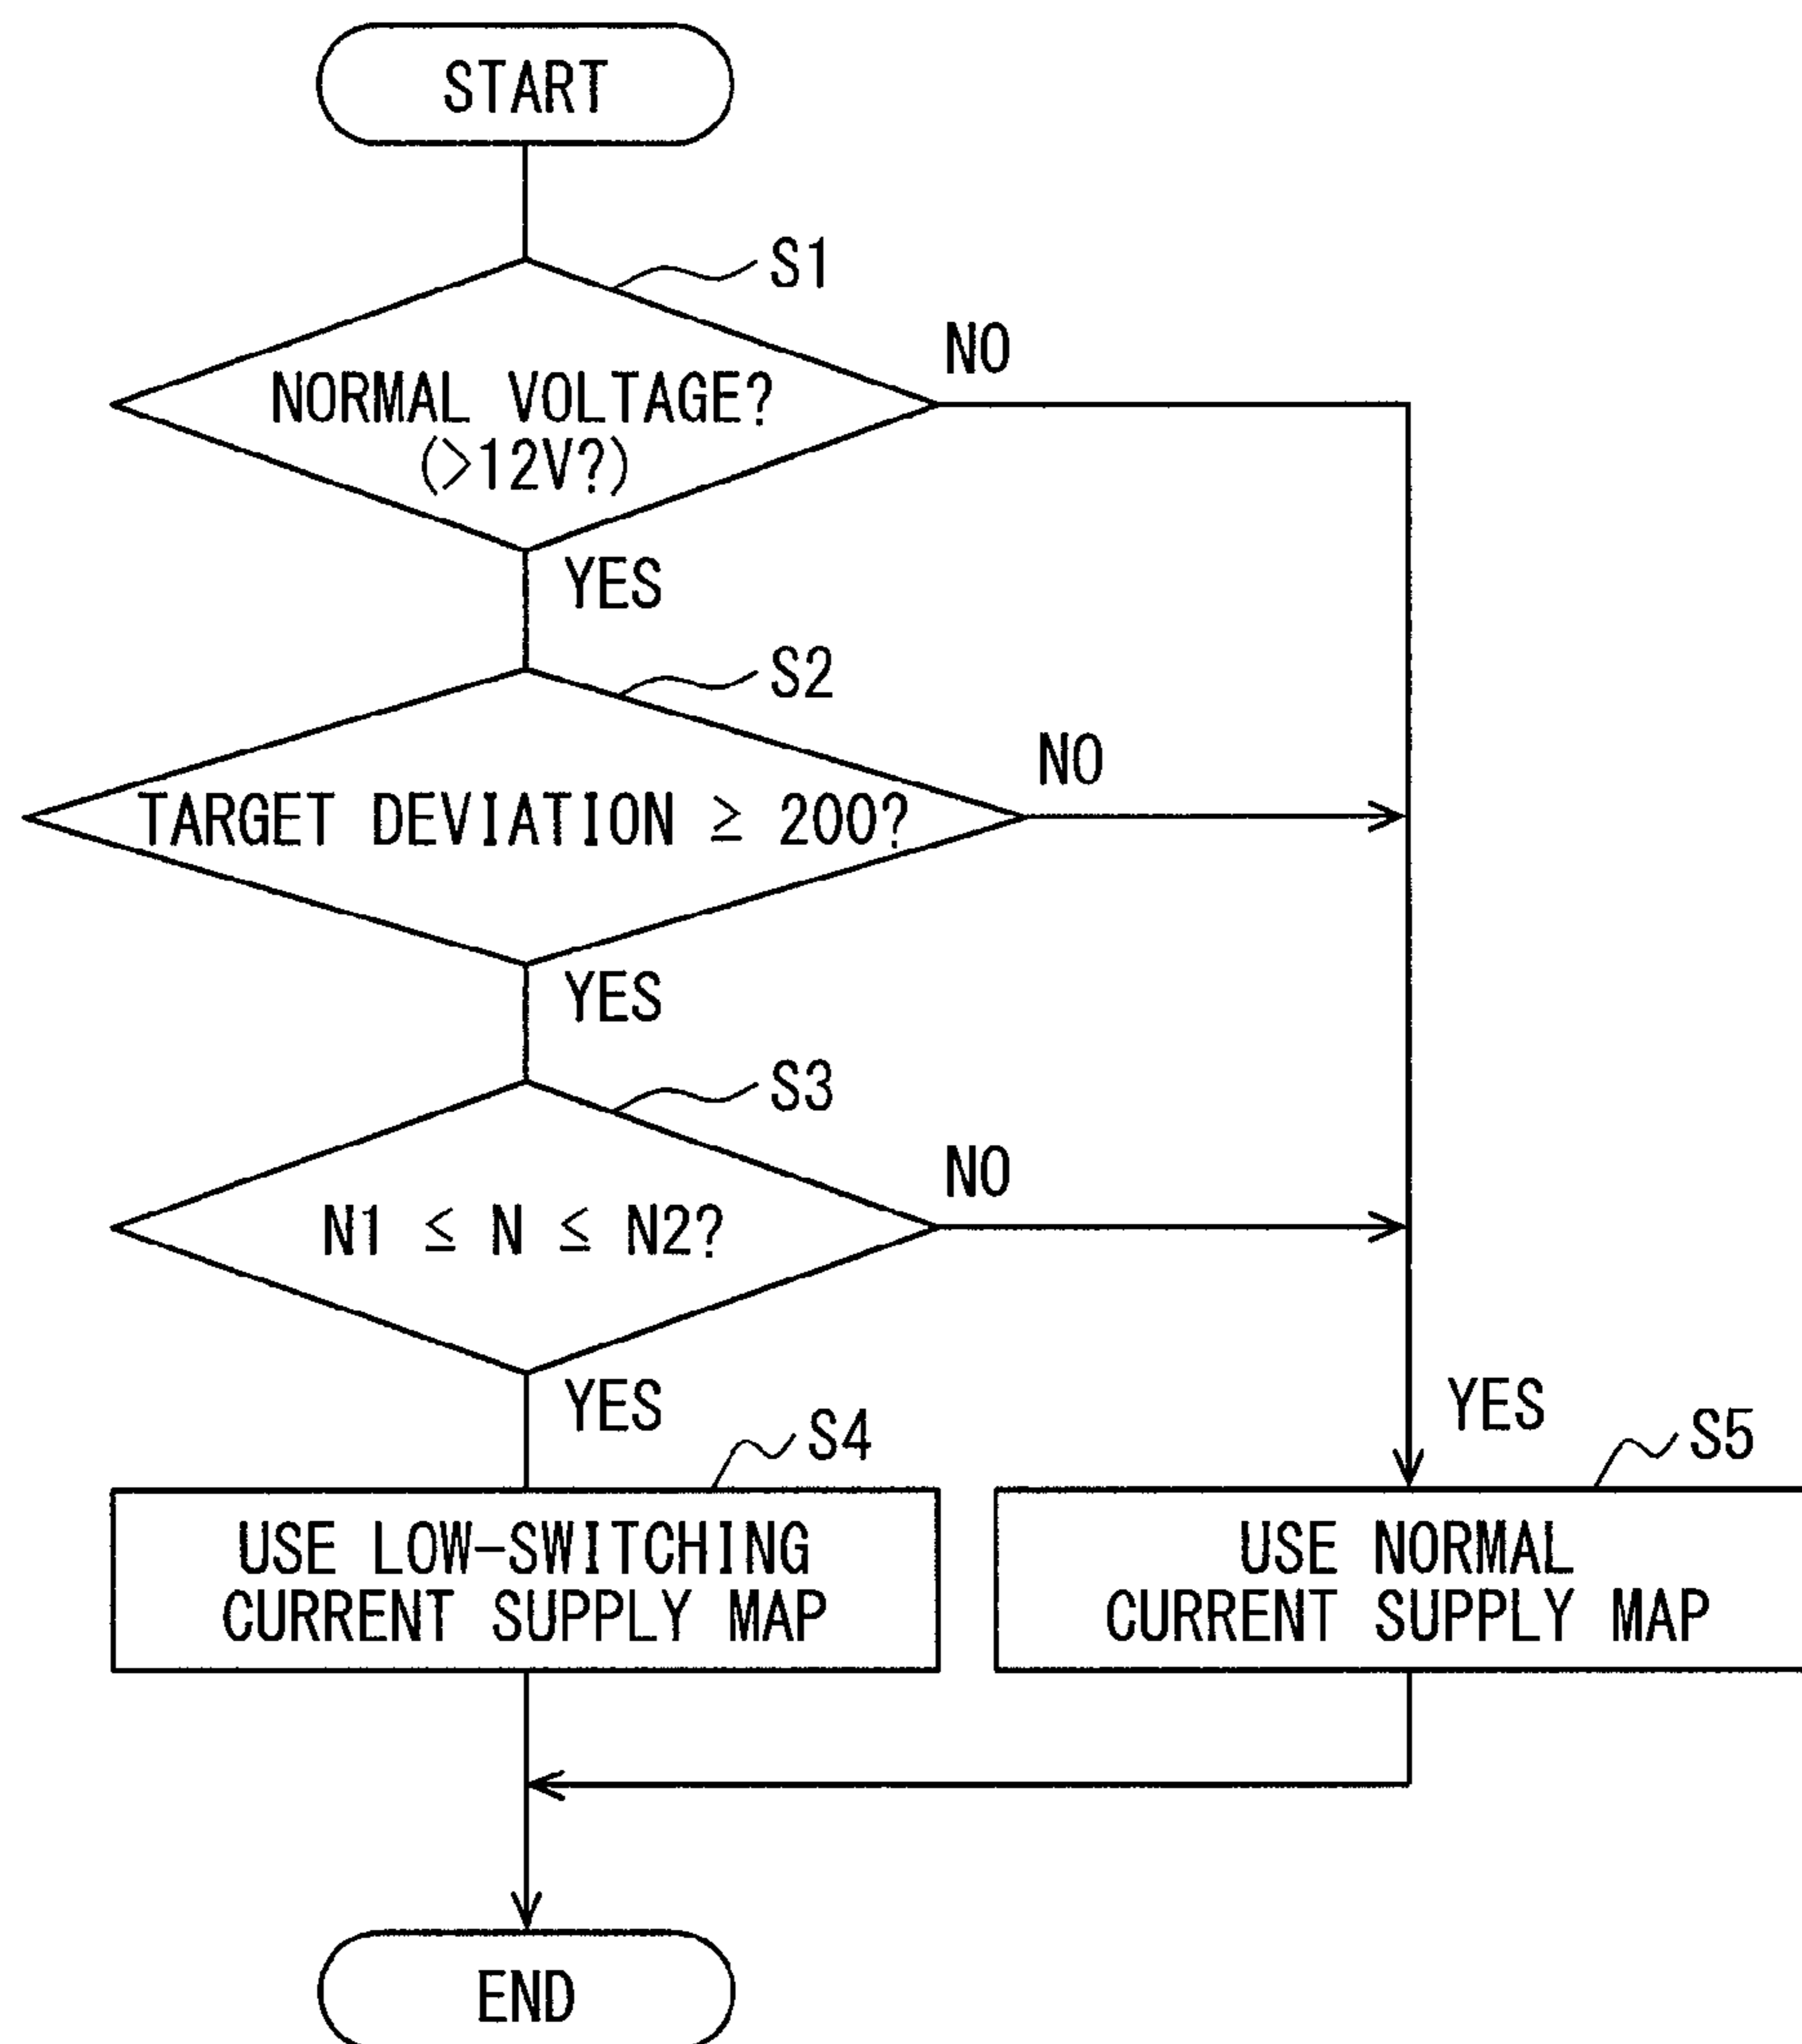 START
S1
NORMAL VOLTAGE?
(>12V?)
NO
YES
S2
TARGET DEVIATION ≥ 200?
NO
YES
S3
N1 ≤ N ≤ N2?
NO
YES
YES
S4
USE LOW-SWITCHING
CURRENT SUPPLY MAP
S5
USE NORMAL
CURRENT SUPPLY MAP
END